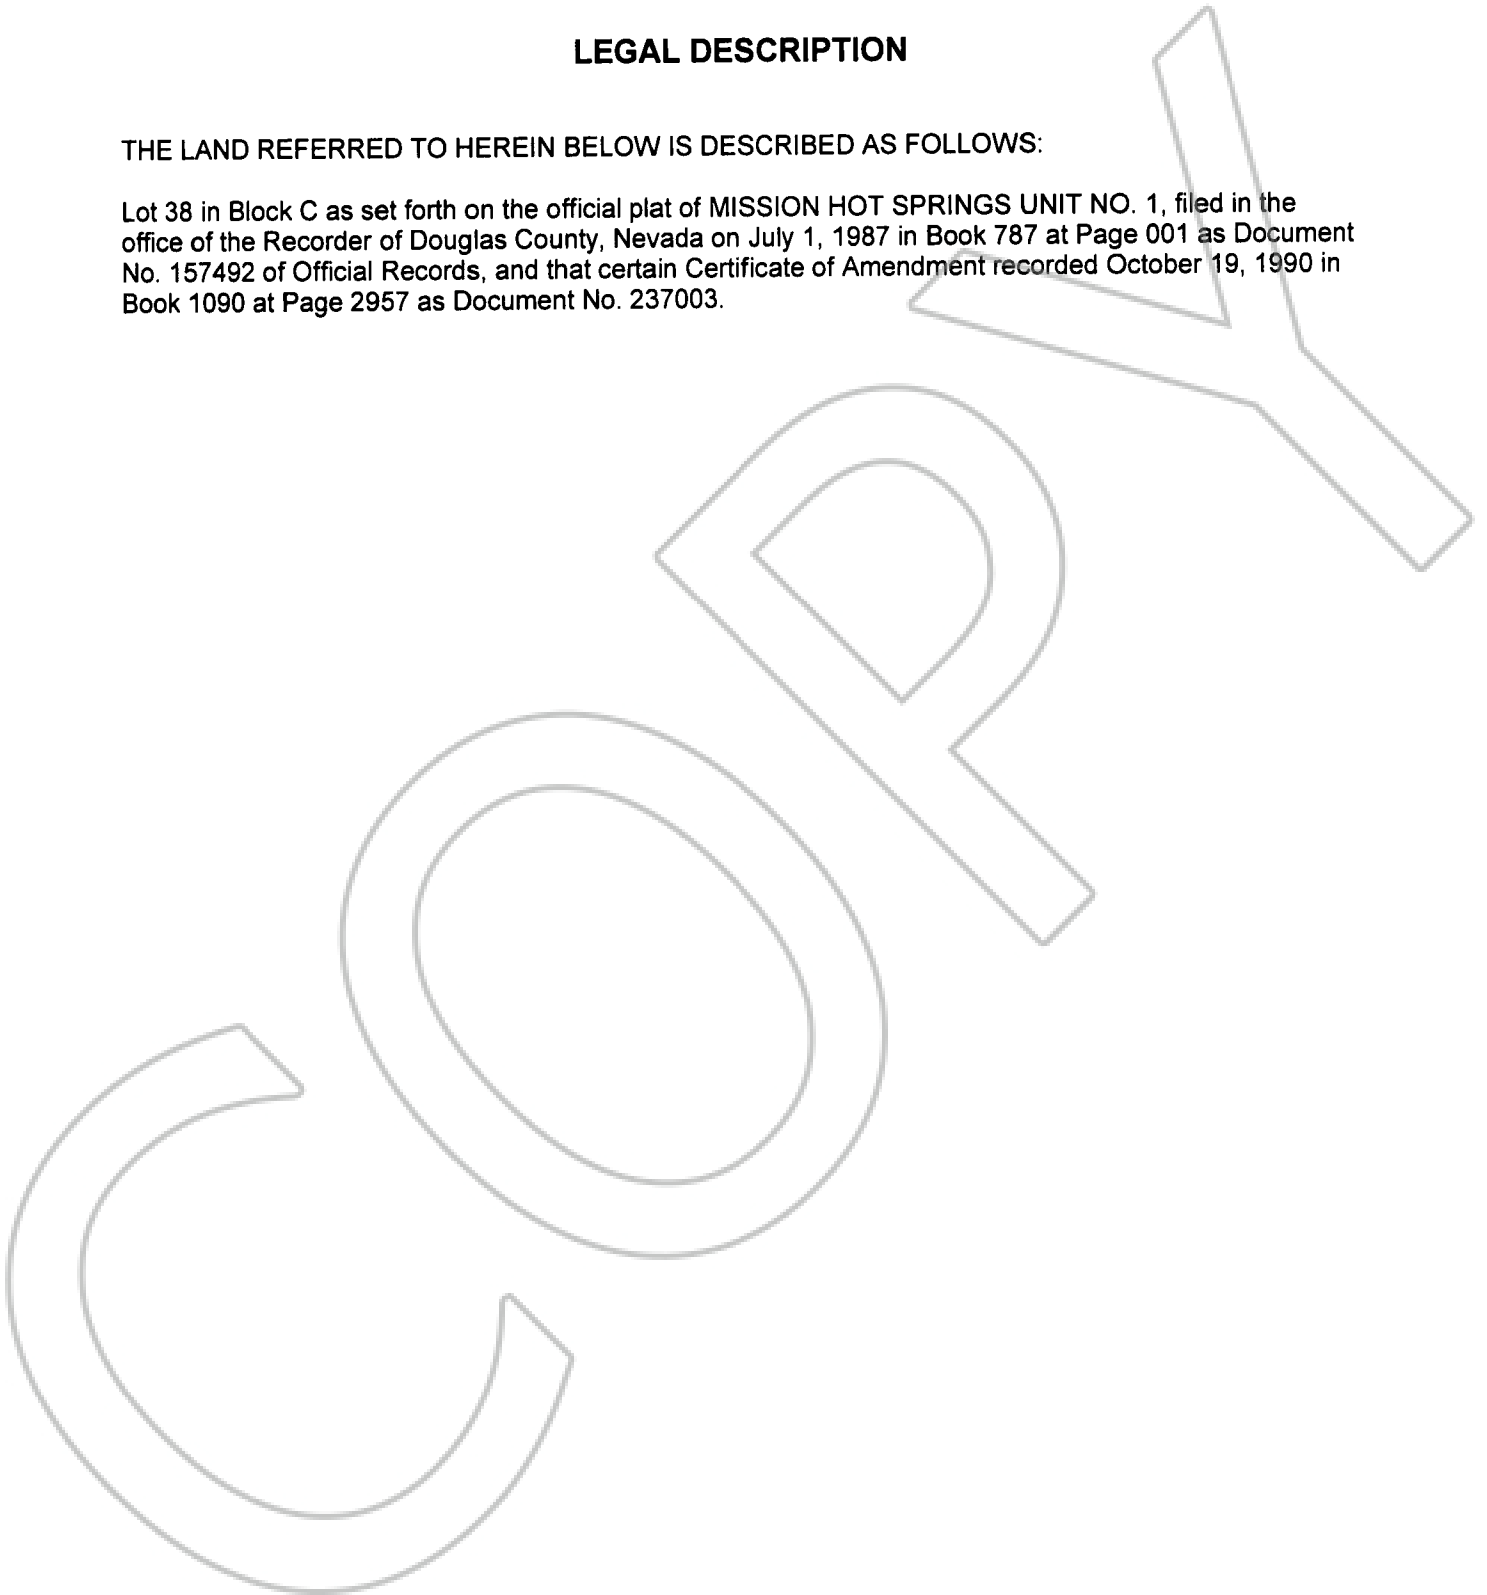 LEGAL DESCRIPTION
THE LAND REFERRED TO HEREIN BELOW IS DESCRIBED AS FOLLOWS:
Lot 38 in Block C as set forth on the official plat of MISSION HOT SPRINGS UNIT NO. 1, filed in the
office of the Recorder of Douglas County, Nevada on July 1, 1987 in Book 787 at Page 001 as Document
No. 157492 of Official Records, and that certain Certificate of Amendment recorded October 19, 1990 in
Book 1090 at Page 2957 as Document No. 237003.
COPY